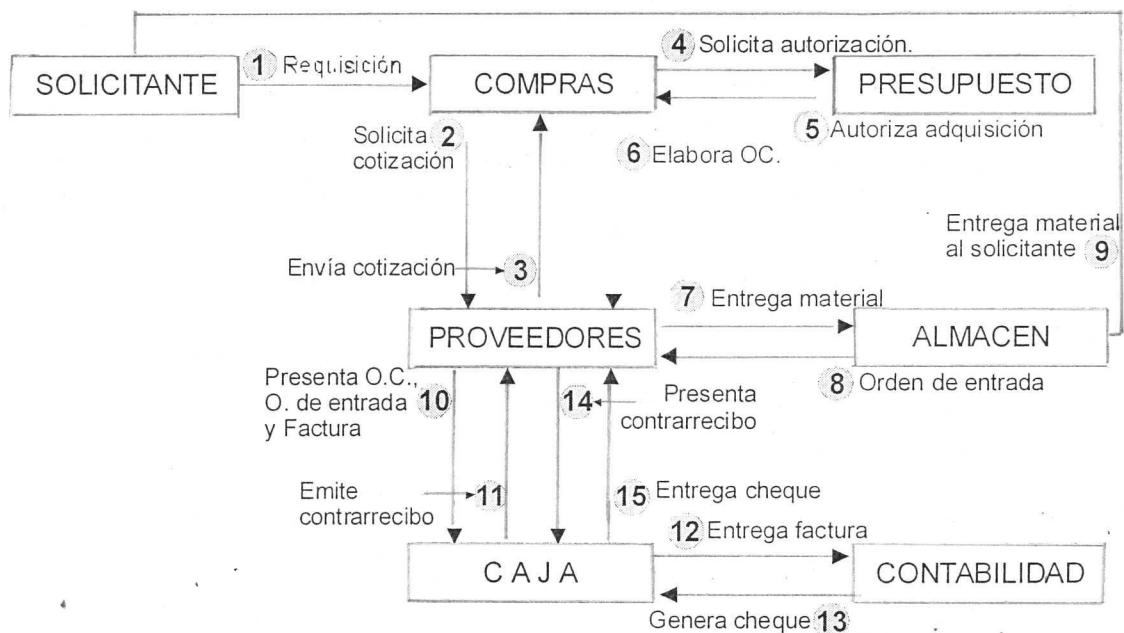 SOLICITANTE
1 Requisición
COMPRAS
4 Solicita autorización.
PRESUPUESTO
5 Autoriza adquisición
Solicita 2
cotización
6 Elabora OC.
Envía cotización 3
Entrega material
al solicitante 9
7 Entrega material
PROVEEDORES
ALMACEN
8 Orden de entrada
Presenta O.C.,
O. de entrada 10
y Factura
14 Presenta
contrarrecibo
Emite 11
contrarrecibo
15 Entrega cheque
12 Entrega factura
CAJA
CONTABILIDAD
Genera cheque 13